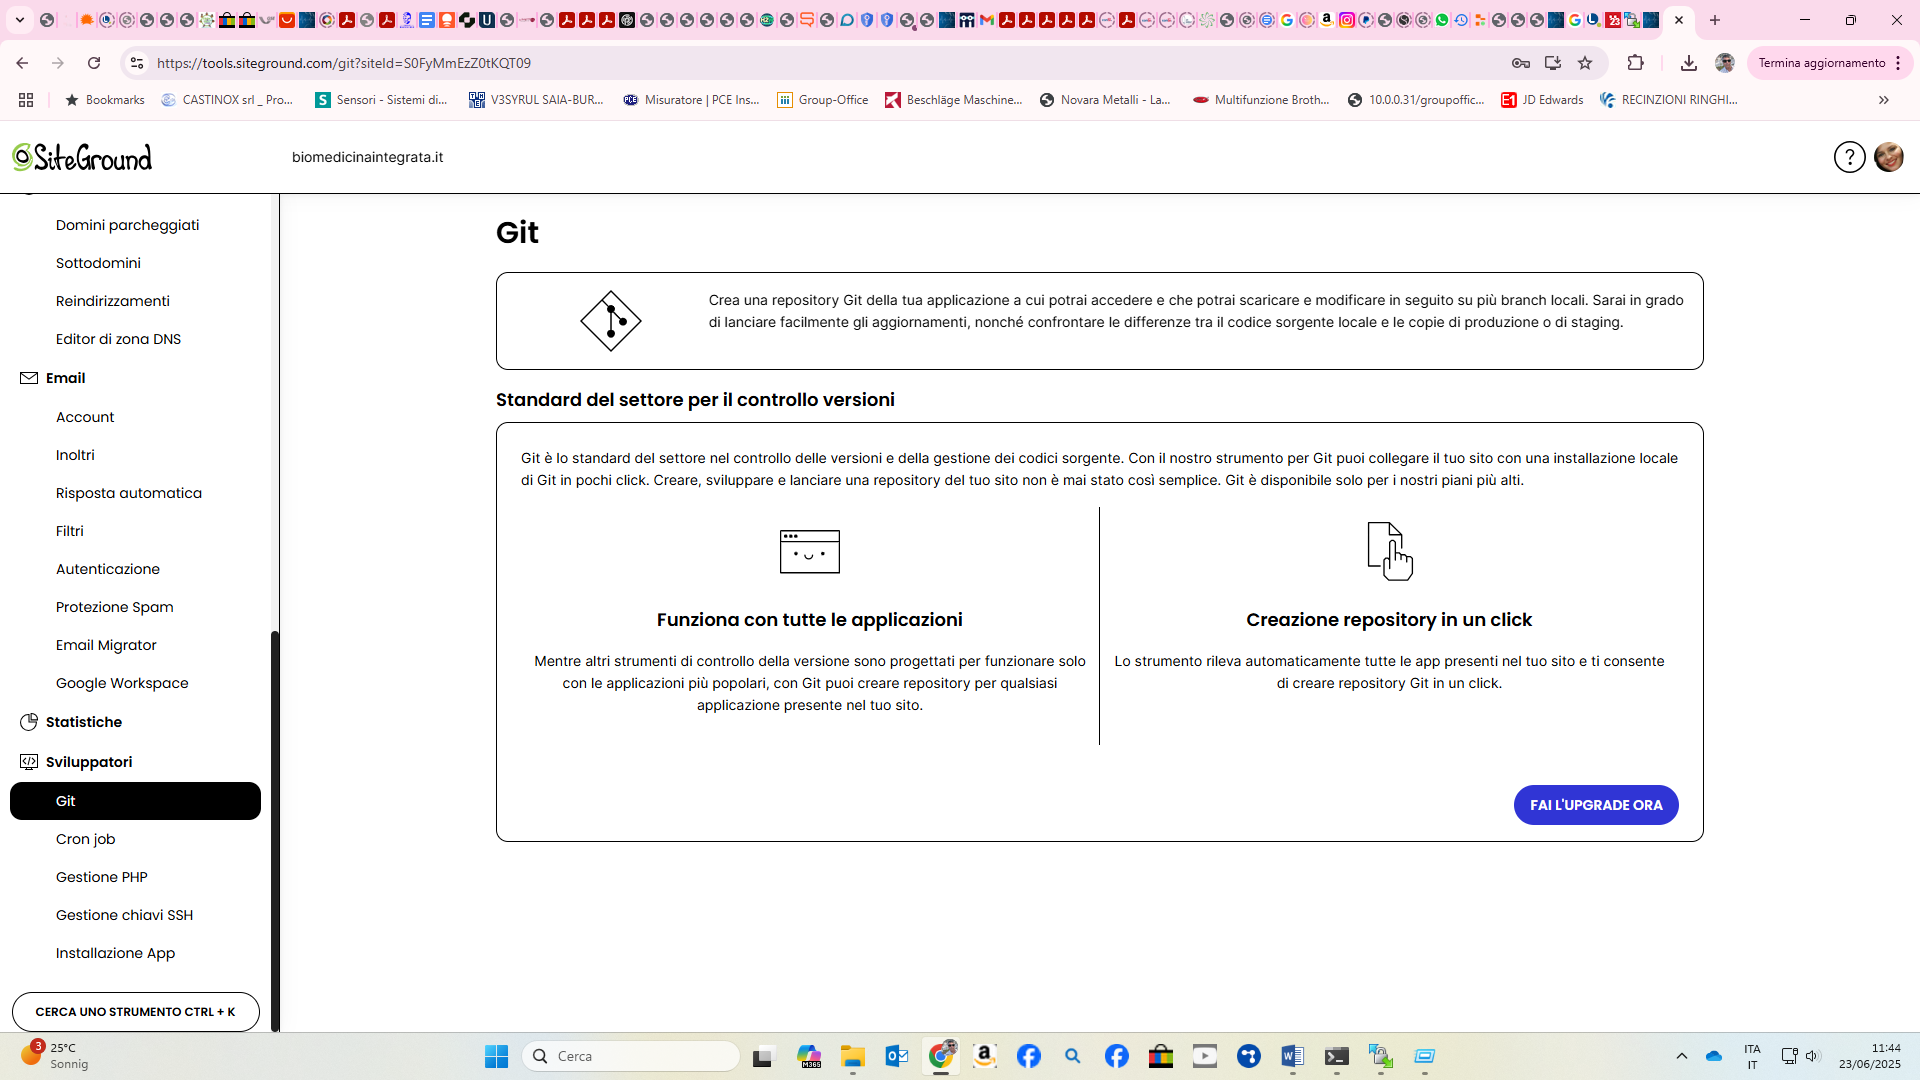 https://tools.siteground.com/git?siteId=S0FyMmEzZ0tKQT09
Termina aggiornamento
Bookmarks
CASTINOX srl _ Pro...
Sensori - Sistemi di...
V3SYRUL SAIA-BUR...
Misuratore | PCE Ins...
Group-Office
Beschläge Maschine...
Novara Metalli - La...
Multifunzione Broth...
10.0.0.31/groupoffic...
JD Edwards
RECINZIONI RINGHI...
SiteGround
biomedicinaintegrata.it
Domini parcheggiati
Sottodomini
Reindirizzamenti
Editor di zona DNS
Email
Account
Inoltri
Risposta automatica
Filtri
Autenticazione
Protezione Spam
Email Migrator
Google Workspace
Statistiche
Sviluppatori
Git
Cron job
Gestione PHP
Gestione chiavi SSH
Installazione App
CERCA UNO STRUMENTO CTRL + K
Git
Crea una repository Git della tua applicazione a cui potrai accedere e che potrai scaricare e modificare in seguito su più branch locali. Sarai in grado
di lanciare facilmente gli aggiornamenti, nonché confrontare le differenze tra il codice sorgente locale e le copie di produzione o di staging.
Standard del settore per il controllo versioni
Git è lo standard del settore nel controllo delle versioni e della gestione dei codici sorgente. Con il nostro strumento per Git puoi collegare il tuo sito con una installazione locale
di Git in pochi click. Creare, sviluppare e lanciare una repository del tuo sito non è mai stato così semplice. Git è disponibile solo per i nostri piani più alti.
Funziona con tutte le applicazioni
Mentre altri strumenti di controllo della versione sono progettati per funzionare solo
con le applicazioni più popolari, con Git puoi creare repository per qualsiasi
applicazione presente nel tuo sito.
Creazione repository in un click
Lo strumento rileva automaticamente tutte le app presenti nel tuo sito e ti consente
di creare repository Git in un click.
FAI L'UPGRADE ORA
3
25°C
Sonnig
Cerca
M365
ITA
IT
11:44
23/06/2025